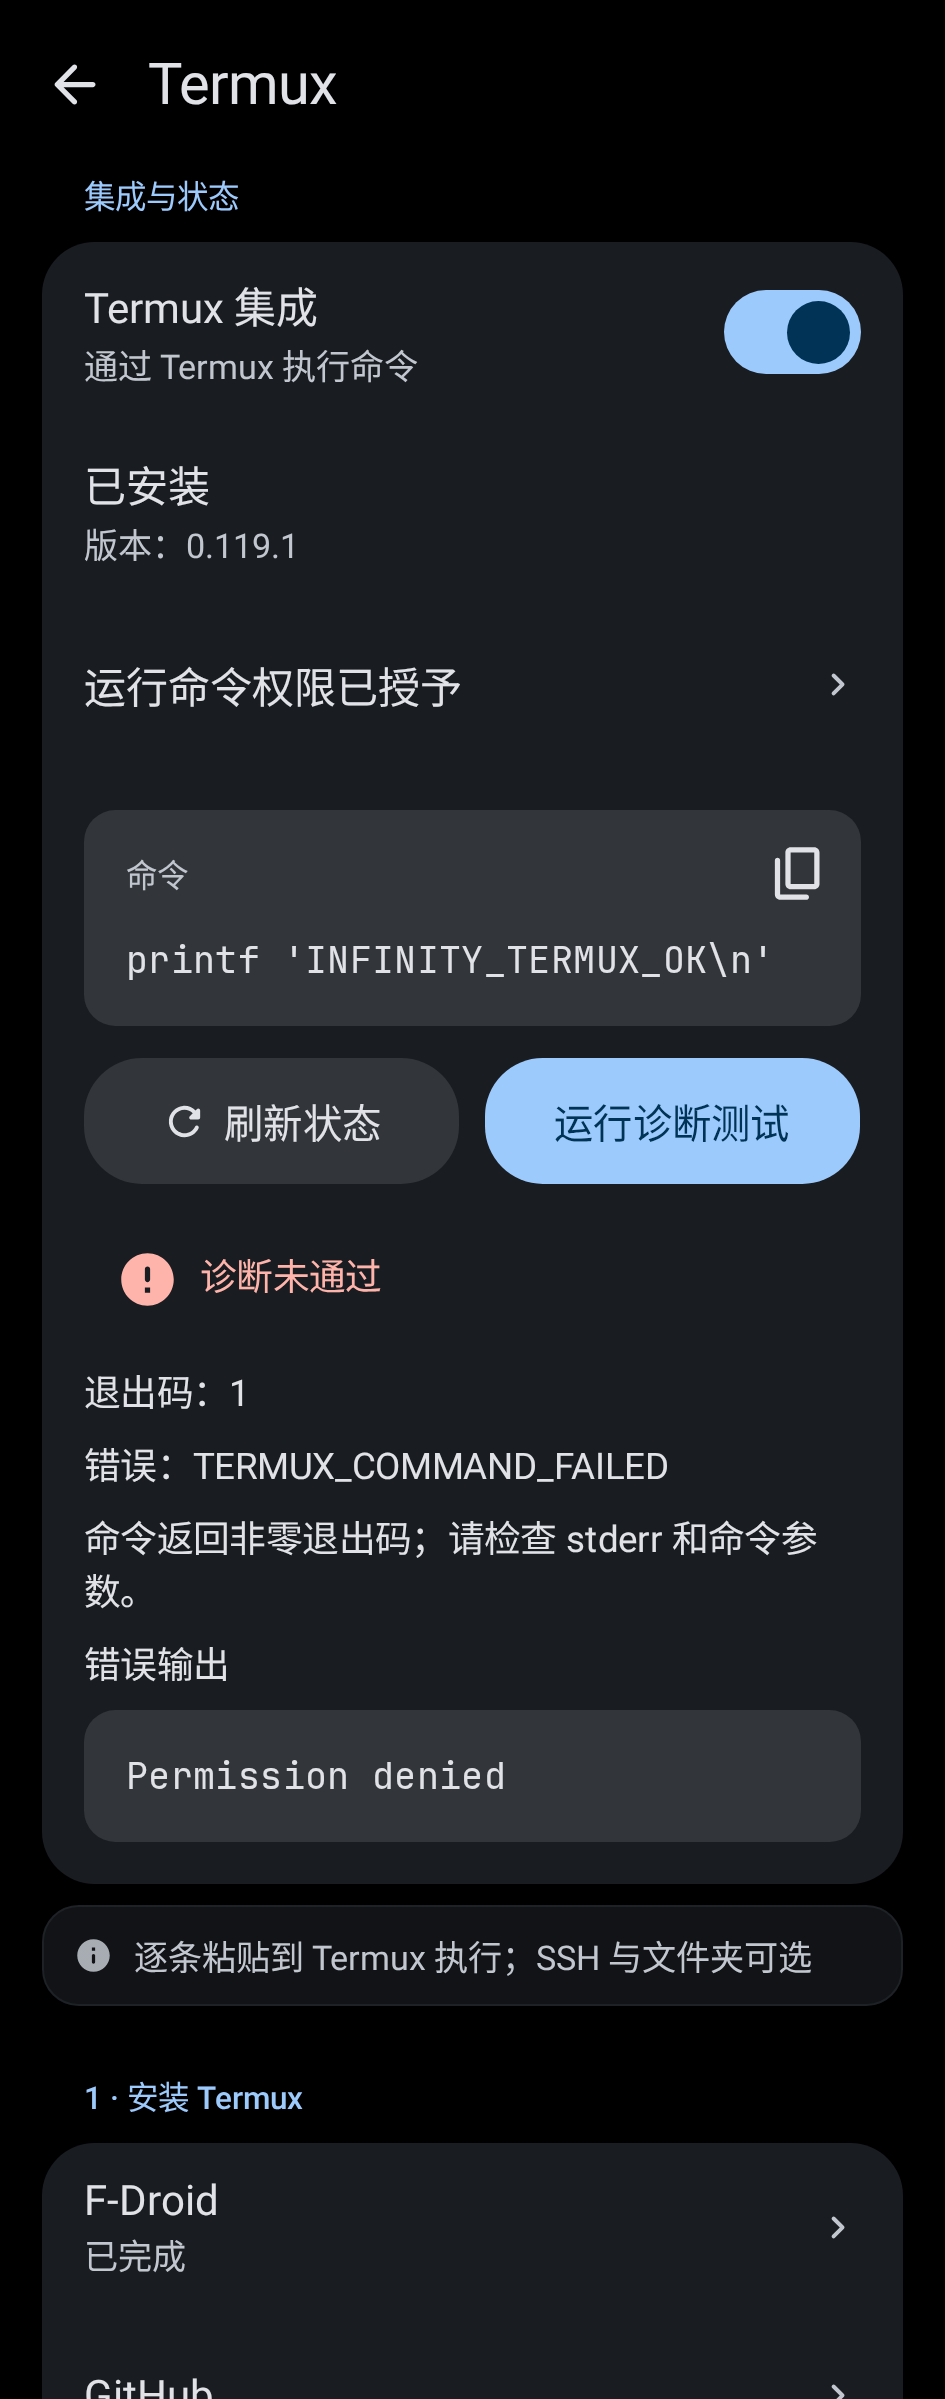 Termux
集成与状态
Termux 集成
通过 Termux 执行命令
已安装
版本：0.119.1
运行命令权限已授予
命令
printf 'INFINITY_TERMUX_OK\n'
刷新状态
运行诊断测试
诊断未通过
退出码：1
错误：TERMUX_COMMAND_FAILED
命令返回非零退出码；请检查 stderr 和命令参
数。
错误输出
Permission denied
逐条粘贴到 Termux 执行；SSH 与文件夹可选
1 · 安装 Termux
F-Droid
已完成
GitHub